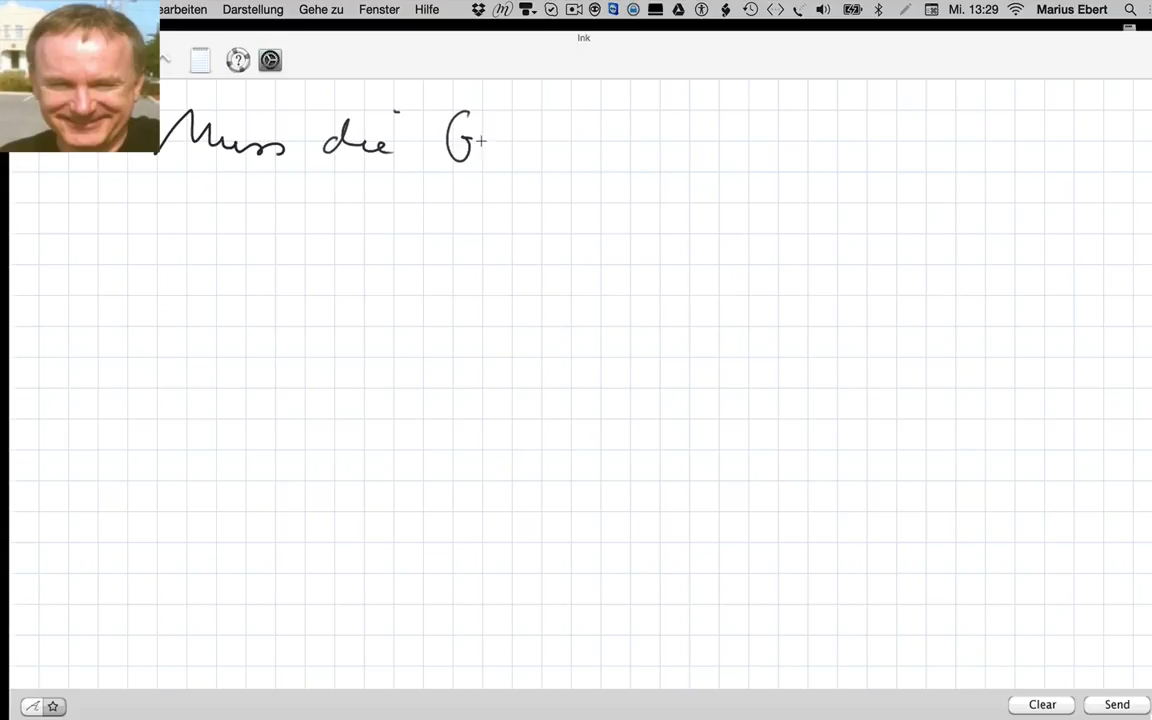 earbeiten Darstellung Gehe zu Fenster Hilfe Mi. 13:29 Marius Ebert
Ink
Muss die G
Clear Send